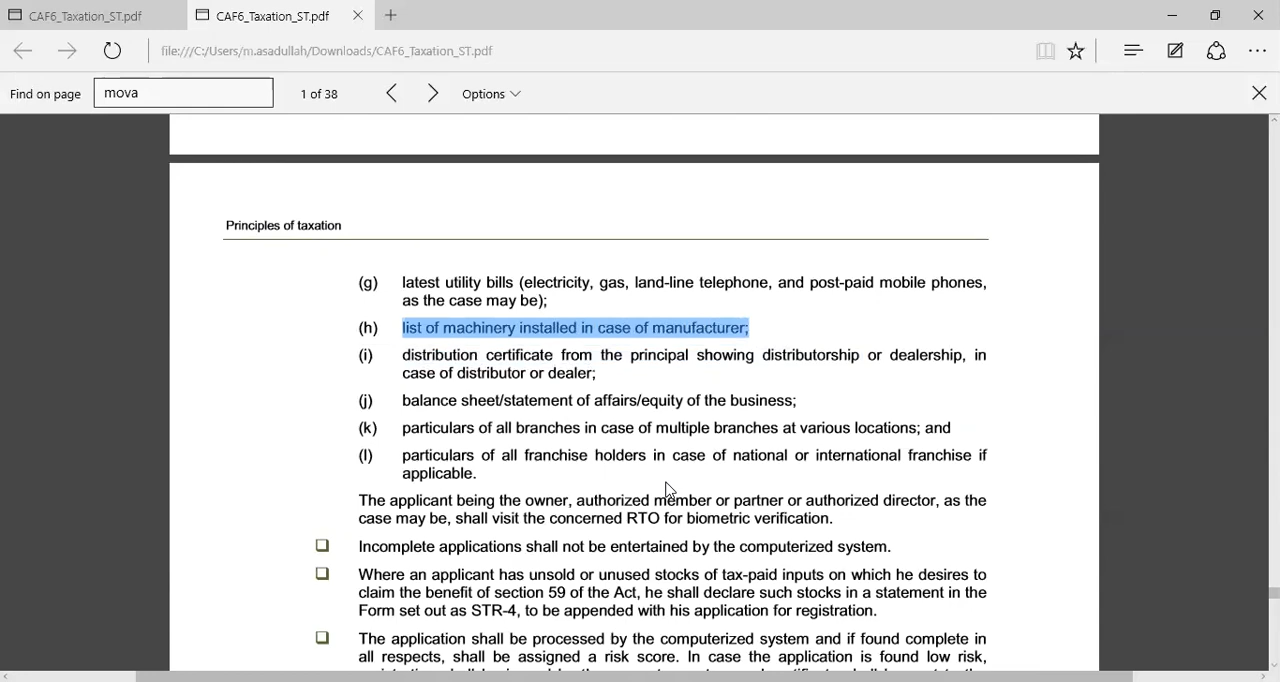 CAF6_Taxation_ST.pdf
CAF6_Taxation_ST.pdf
file:///C:/Users/m.asadullah/Downloads/CAF6_Taxation_ST.pdf
Find on page mova 1 of 38 Options
Principles of taxation
(g) latest utility bills (electricity, gas, land-line telephone, and post-paid mobile phones,
as the case may be);
(h) list of machinery installed in case of manufacturer;
(i) distribution certificate from the principal showing distributorship or dealership, in
case of distributor or dealer;
(j) balance sheet/statement of affairs/equity of the business;
(k) particulars of all branches in case of multiple branches at various locations; and
(l) particulars of all franchise holders in case of national or international franchise if
applicable.
The applicant being the owner, authorized member or partner or authorized director, as the
case may be, shall visit the concerned RTO for biometric verification.
Incomplete applications shall not be entertained by the computerized system.
Where an applicant has unsold or unused stocks of tax-paid inputs on which he desires to
claim the benefit of section 59 of the Act, he shall declare such stocks in a statement in the
Form set out as STR-4, to be appended with his application for registration.
The application shall be processed by the computerized system and if found complete in
all respects, shall be assigned a risk score. In case the application is found low risk,